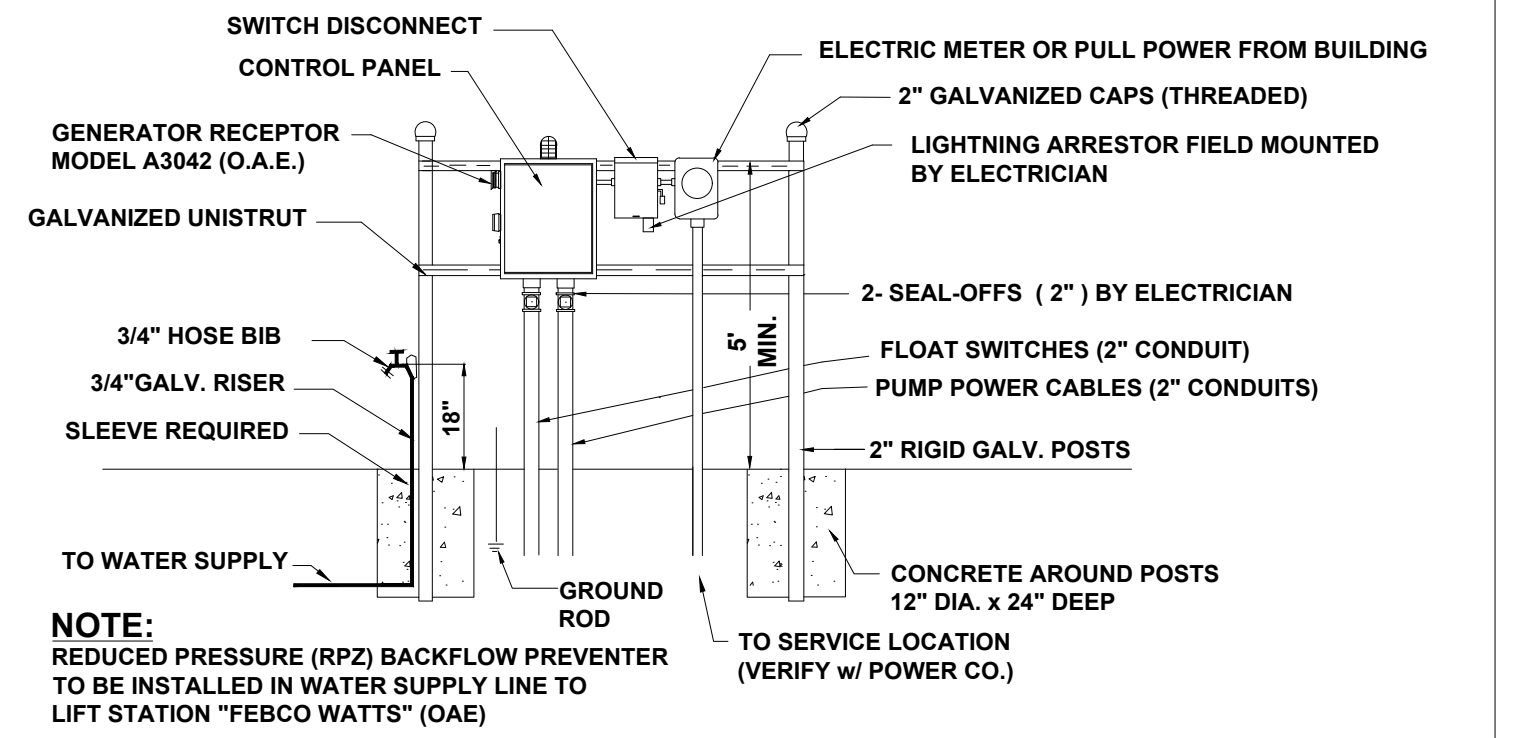 SWITCH DISCONNECT
CONTROL PANEL
GENERATOR RECEPTOR
MODEL A3042 (O.A.E.)
GALVANIZED UNISTRUT
3/4" HOSE BIB
3/4"GALV. RISER
SLEEVE REQUIRED
TO WATER SUPPLY
18"
5'
MIN.
GROUND
ROD
ELECTRIC METER OR PULL POWER FROM BUILDING
2" GALVANIZED CAPS (THREADED)
LIGHTNING ARRESTOR FIELD MOUNTED
BY ELECTRICIAN
2- SEAL-OFFS ( 2" ) BY ELECTRICIAN
FLOAT SWITCHES (2" CONDUIT)
PUMP POWER CABLES (2" CONDUITS)
2" RIGID GALV. POSTS
CONCRETE AROUND POSTS
12" DIA. x 24" DEEP
TO SERVICE LOCATION
(VERIFY w/ POWER CO.)
NOTE:
REDUCED PRESSURE (RPZ) BACKFLOW PREVENTER
TO BE INSTALLED IN WATER SUPPLY LINE TO
LIFT STATION "FEBCO WATTS" (OAE)